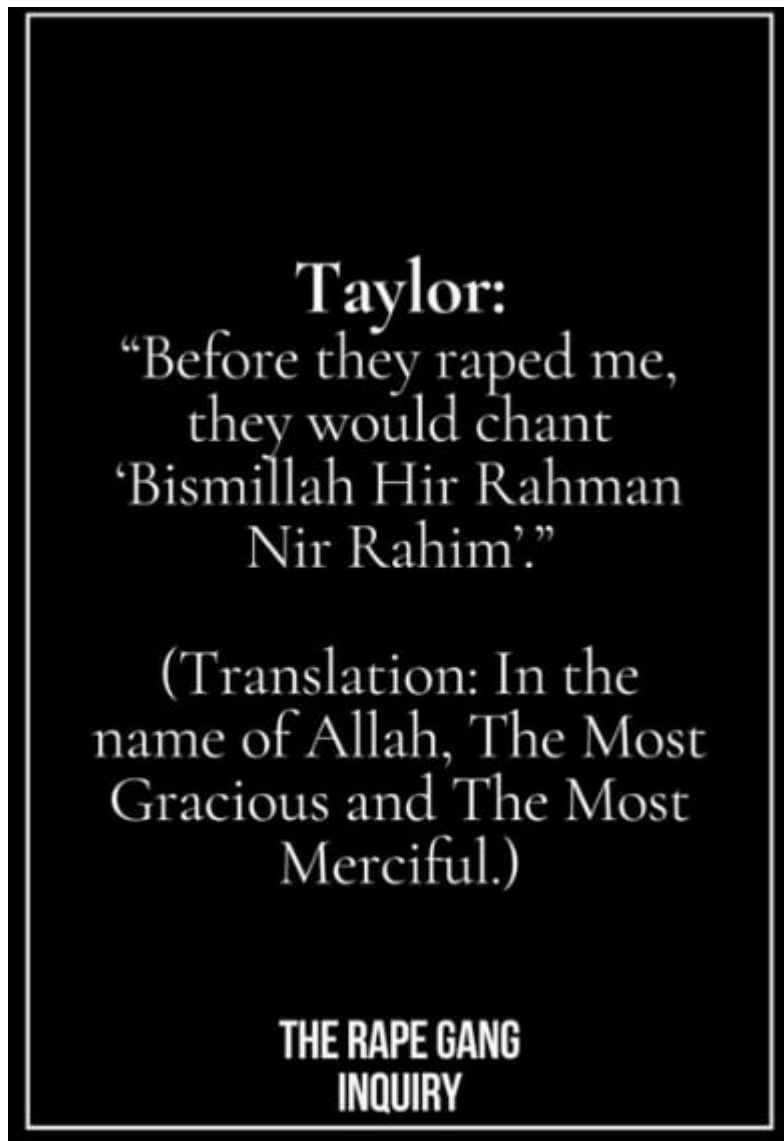 Taylor:
“Before they raped me,
they would chant
‘Bismillah Hir Rahman
Nir Rahim’.”
(Translation: In the
name of Allah, The Most
Gracious and The Most
Merciful.)
THE RAPE GANG
INQUIRY